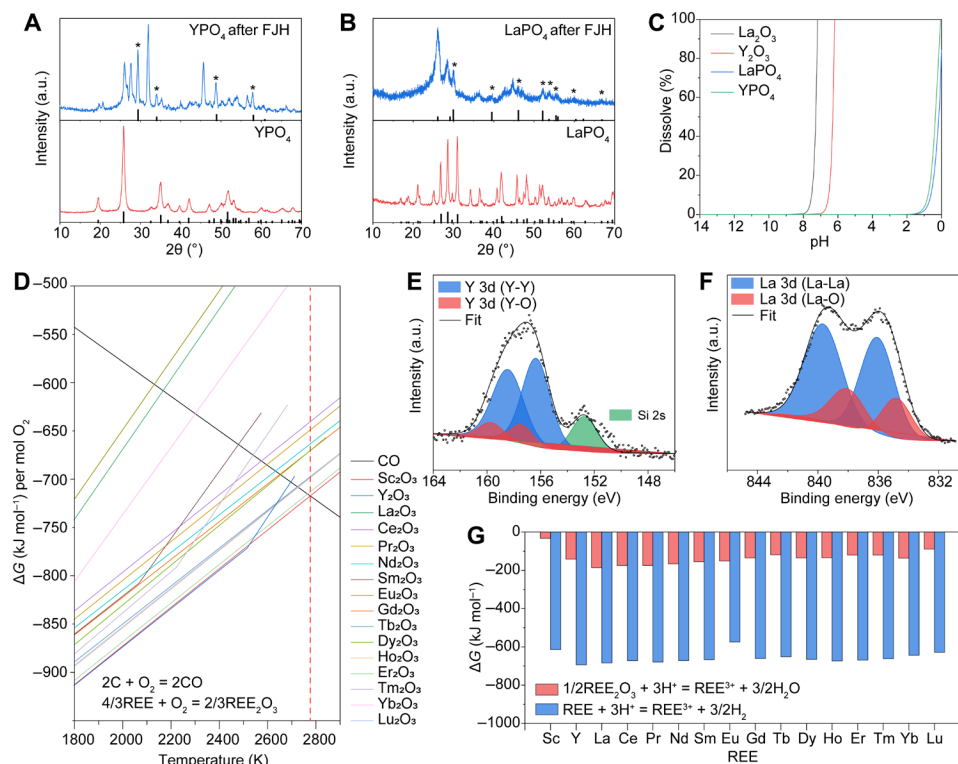 A
YPO₄ after FJH
*
*
*
*
YPO₄
Intensity (a.u.)
10 20 30 40 50 60 70
2θ (°)
B
LaPO₄ after FJH
*
*
*
*
*
*
*
*
LaPO₄
Intensity (a.u.)
10 20 30 40 50 60 70
2θ (°)
C
La₂O₃
Y₂O₃
LaPO₄
YPO₄
Dissolve (%)
100
80
60
40
20
0
14 12 10 8 6 4 2 0
pH
D
−500
−550
−600
−650
−700
−750
−800
−850
−900
ΔG (kJ mol⁻¹) per mol O₂
2C + O₂ = 2CO
4/3REE + O₂ = 2/3REE₂O₃
1800 2000 2200 2400 2600 2800
Temperature (K)
CO
Sc₂O₃
Y₂O₃
La₂O₃
Ce₂O₃
Pr₂O₃
Nd₂O₃
Sm₂O₃
Eu₂O₃
Gd₂O₃
Tb₂O₃
Dy₂O₃
Ho₂O₃
Er₂O₃
Tm₂O₃
Yb₂O₃
Lu₂O₃
E
Y 3d (Y-Y)
Y 3d (Y-O)
Fit
Si 2s
Intensity (a.u.)
164 160 156 152 148
Binding energy (eV)
F
La 3d (La-La)
La 3d (La-O)
Fit
Intensity (a.u.)
844 840 836 832
Binding energy (eV)
G
0
−200
−400
−600
−800
−1000
ΔG (kJ mol⁻¹)
1/2REE₂O₃ + 3H⁺ = REE³⁺ + 3/2H₂O
REE + 3H⁺ = REE³⁺ + 3/2H₂
Sc Y La Ce Pr Nd Sm Eu Gd Tb Dy Ho Er Tm Yb Lu
REE